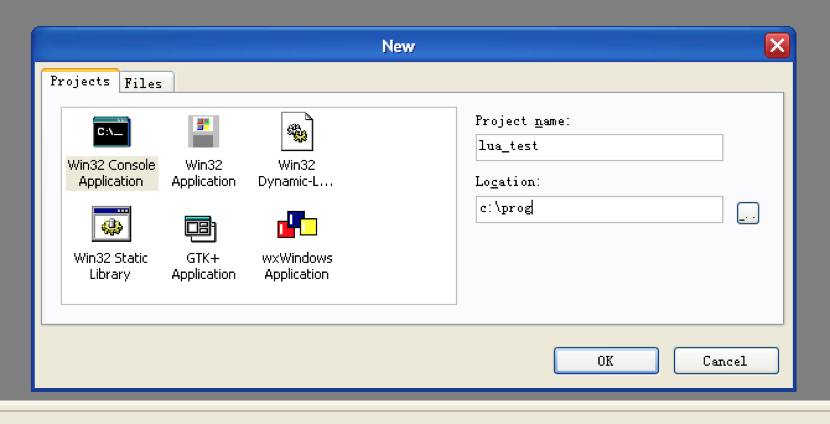 New
Projects
Files
C:\_
Win32 Console
Application
Win32
Application
Win32
Dynamic-L...
Win32 Static
Library
GTK+
Application
wxWindows
Application
Project name:
lua_test
Location:
c:\prog
...
OK
Cancel